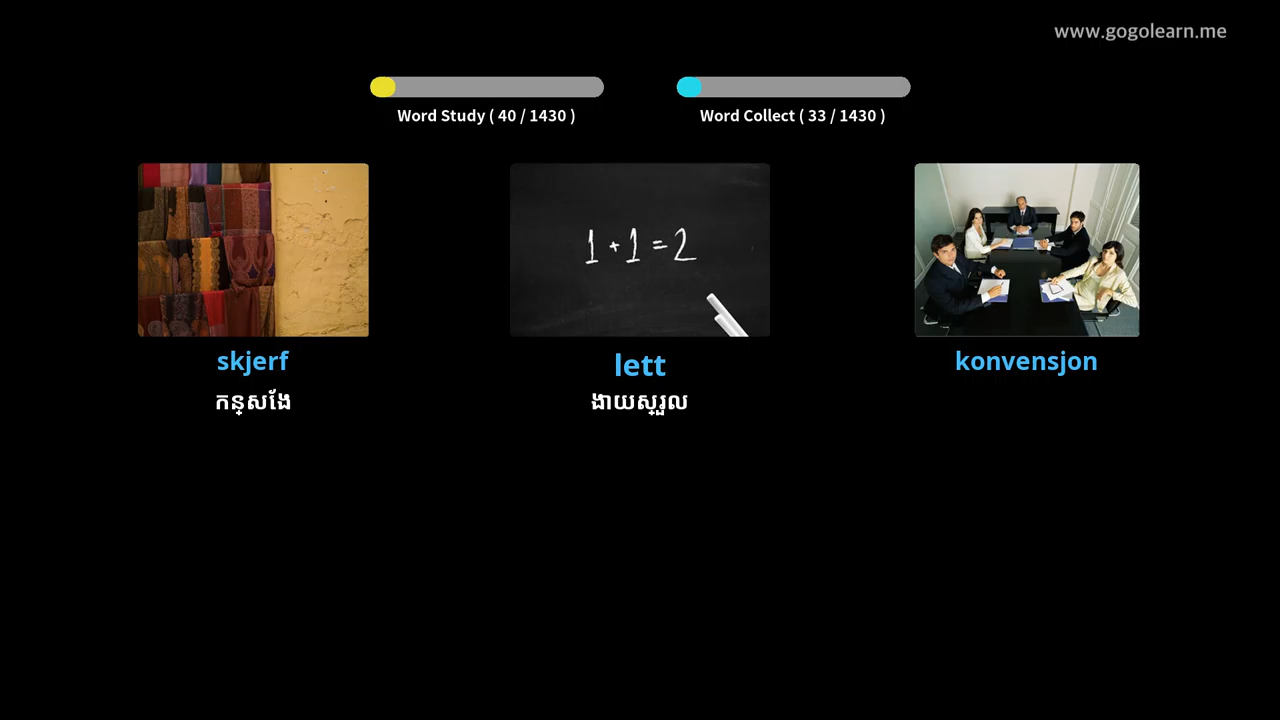 www.gogolearn.me
Word Study ( 40 / 1430 )
Word Collect ( 33 / 1430 )
1 + 1 = 2
skjerf
lett
konvensjon
កន្សែង
ងាយស្រួល